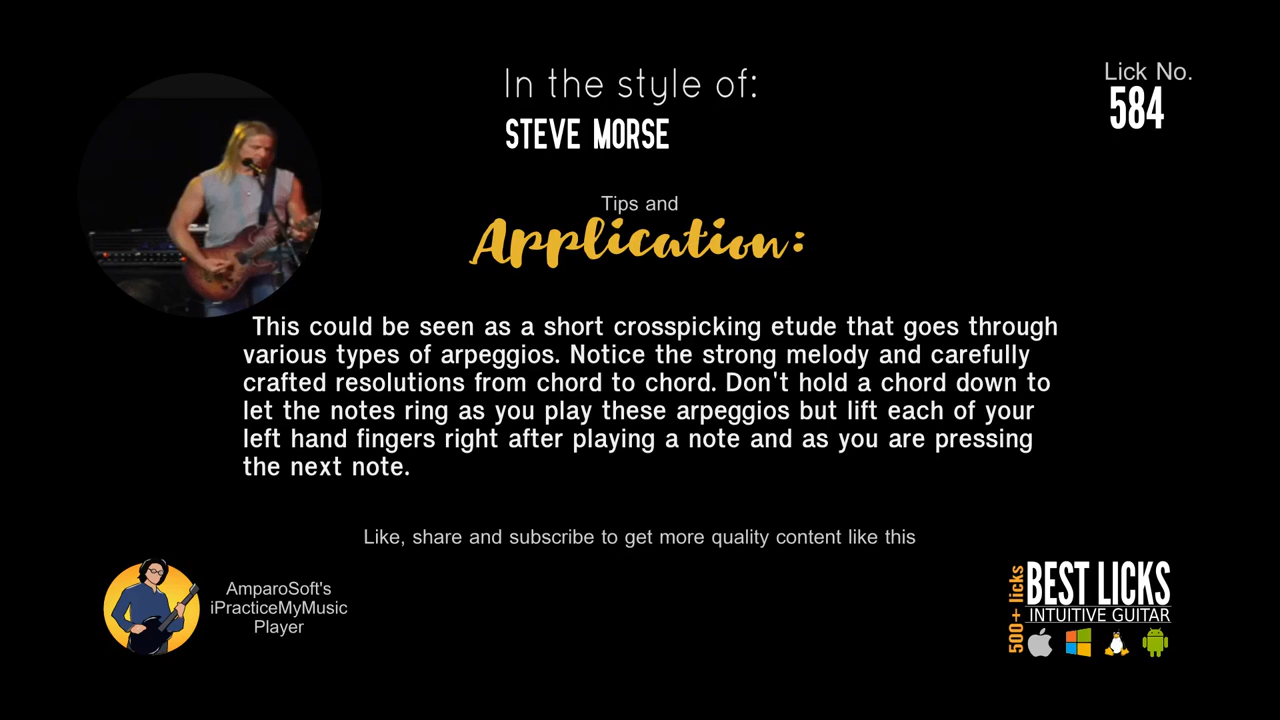 In the style of:
STEVE MORSE
Lick No.
584
Tips and
Application:
This could be seen as a short crosspicking etude that goes through
various types of arpeggios. Notice the strong melody and carefully
crafted resolutions from chord to chord. Don't hold a chord down to
let the notes ring as you play these arpeggios but lift each of your
left hand fingers right after playing a note and as you are pressing
the next note.
Like, share and subscribe to get more quality content like this
AmparoSoft's
iPracticeMyMusic
Player
500+ licks
BEST LICKS
INTUITIVE GUITAR